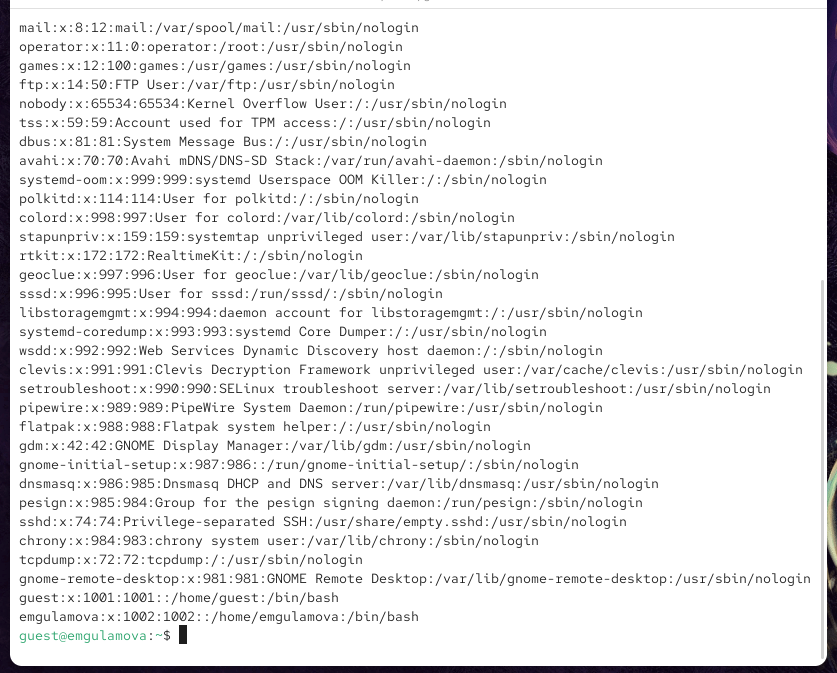 mail:x:8:12:mail:/var/spool/mail:/usr/sbin/nologin
operator:x:11:0:operator:/root:/usr/sbin/nologin
games:x:12:100:games:/usr/games:/usr/sbin/nologin
ftp:x:14:50:FTP User:/var/ftp:/usr/sbin/nologin
nobody:x:65534:65534:Kernel Overflow User:/:/usr/sbin/nologin
tss:x:59:59:Account used for TPM access:/:/usr/sbin/nologin
dbus:x:81:81:System Message Bus:/:/usr/sbin/nologin
avahi:x:70:70:Avahi mDNS/DNS-SD Stack:/var/run/avahi-daemon:/sbin/nologin
systemd-oom:x:999:999:systemd Userspace OOM Killer:/:/sbin/nologin
polkitd:x:114:114:User for polkitd:/:/sbin/nologin
colord:x:998:997:User for colord:/var/lib/colord:/sbin/nologin
stapunpriv:x:159:159:systemtap unprivileged user:/var/lib/stapunpriv:/sbin/nologin
rtkit:x:172:172:RealtimeKit:/:/sbin/nologin
geoclue:x:997:996:User for geoclue:/var/lib/geoclue:/sbin/nologin
sssd:x:996:995:User for sssd:/run/sssd/:/sbin/nologin
libstoragemgmt:x:994:994:daemon account for libstoragemgmt:/:/usr/sbin/nologin
systemd-coredump:x:993:993:systemd Core Dumper:/:/usr/sbin/nologin
wsdd:x:992:992:Web Services Dynamic Discovery host daemon:/:/sbin/nologin
clevis:x:991:991:Clevis Decryption Framework unprivileged user:/var/cache/clevis:/usr/sbin/nologin
setroubleshoot:x:990:990:SELinux troubleshoot server:/var/lib/setroubleshoot:/usr/sbin/nologin
pipewire:x:989:989:PipeWire System Daemon:/run/pipewire:/usr/sbin/nologin
flatpak:x:988:988:Flatpak system helper:/:/usr/sbin/nologin
gdm:x:42:42:GNOME Display Manager:/var/lib/gdm:/usr/sbin/nologin
gnome-initial-setup:x:987:986::/run/gnome-initial-setup/:/sbin/nologin
dnsmasq:x:986:985:Dnsmasq DHCP and DNS server:/var/lib/dnsmasq:/usr/sbin/nologin
pesign:x:985:984:Group for the pesign signing daemon:/run/pesign:/sbin/nologin
sshd:x:74:74:Privilege-separated SSH:/usr/share/empty.sshd:/usr/sbin/nologin
chrony:x:984:983:chrony system user:/var/lib/chrony:/sbin/nologin
tcpdump:x:72:72:tcpdump:/:/usr/sbin/nologin
gnome-remote-desktop:x:981:981:GNOME Remote Desktop:/var/lib/gnome-remote-desktop:/usr/sbin/nologin
guest:x:1001:1001::/home/guest:/bin/bash
emgulamova:x:1002:1002::/home/emgulamova:/bin/bash
guest@emgulamova:~$